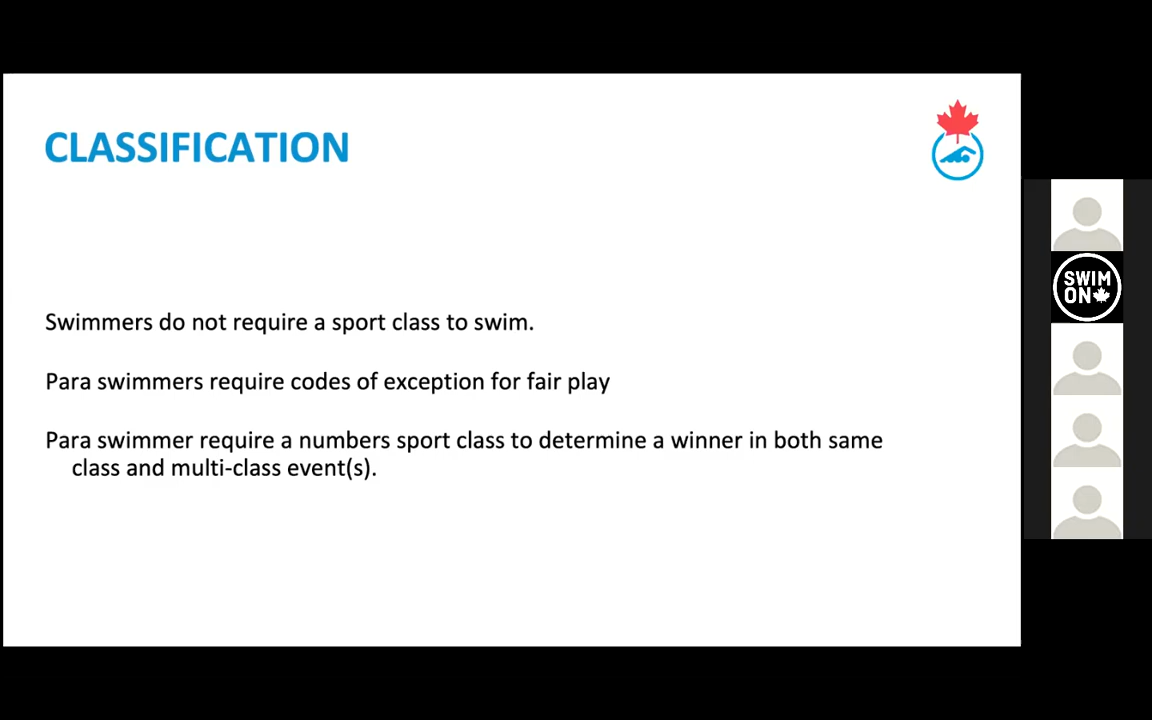 CLASSIFICATION
Swimmers do not require a sport class to swim.
Para swimmers require codes of exception for fair play
Para swimmer require a numbers sport class to determine a winner in both same
class and multi-class event(s).
SWIM
ON